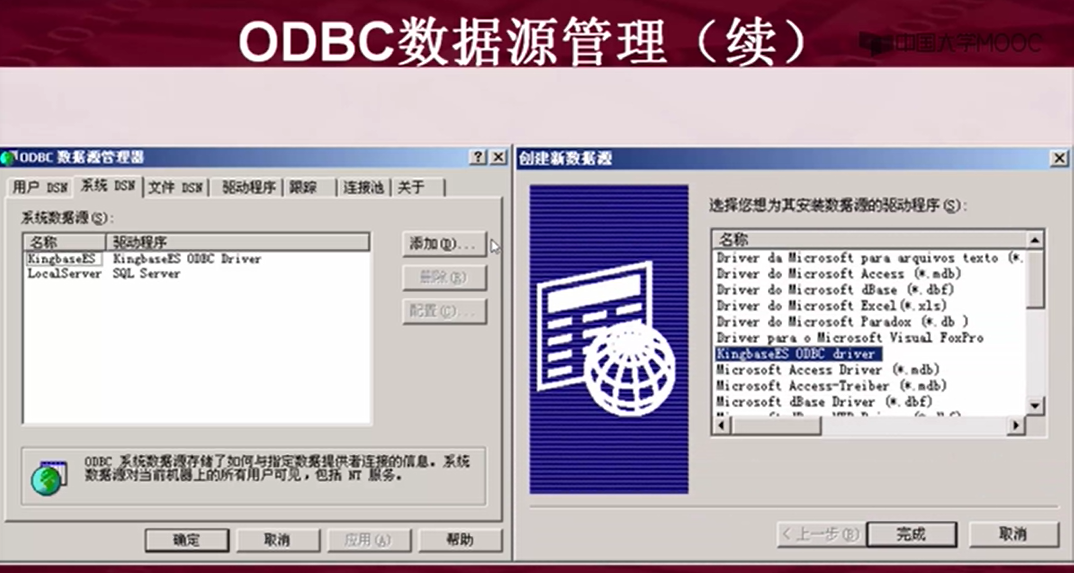 ODBC数据源管理（续）
中国大学MOOC
ODBC 数据源管理器
用户 DSN 系统 DSN 文件 DSN 驱动程序 跟踪 连接池 关于
系统数据源(S):
名称 驱动程序
KingbaseES KingbaseES ODBC Driver
LocalServer SQL Server
添加(D)...
删除(R)
配置(C)...
ODBC 系统数据源存储了如何与指定数据提供者连接的信息。系统
数据源对当前机器上的所有用户可见，包括 NT 服务。
确定 取消 应用(A) 帮助
创建新数据源
选择您想为其安装数据源的驱动程序(S):
名称
Driver da Microsoft para arquivos texto (*.
Driver do Microsoft Access (*.mdb)
Driver do Microsoft dBase (*.dbf)
Driver do Microsoft Excel(*.xls)
Driver do Microsoft Paradox (*.db )
Driver para o Microsoft Visual FoxPro
KingbaseES ODBC driver
Microsoft Access Driver (*.mdb)
Microsoft Access-Treiber (*.mdb)
Microsoft dBase Driver (*.dbf)
< 上一步(B) 完成 取消